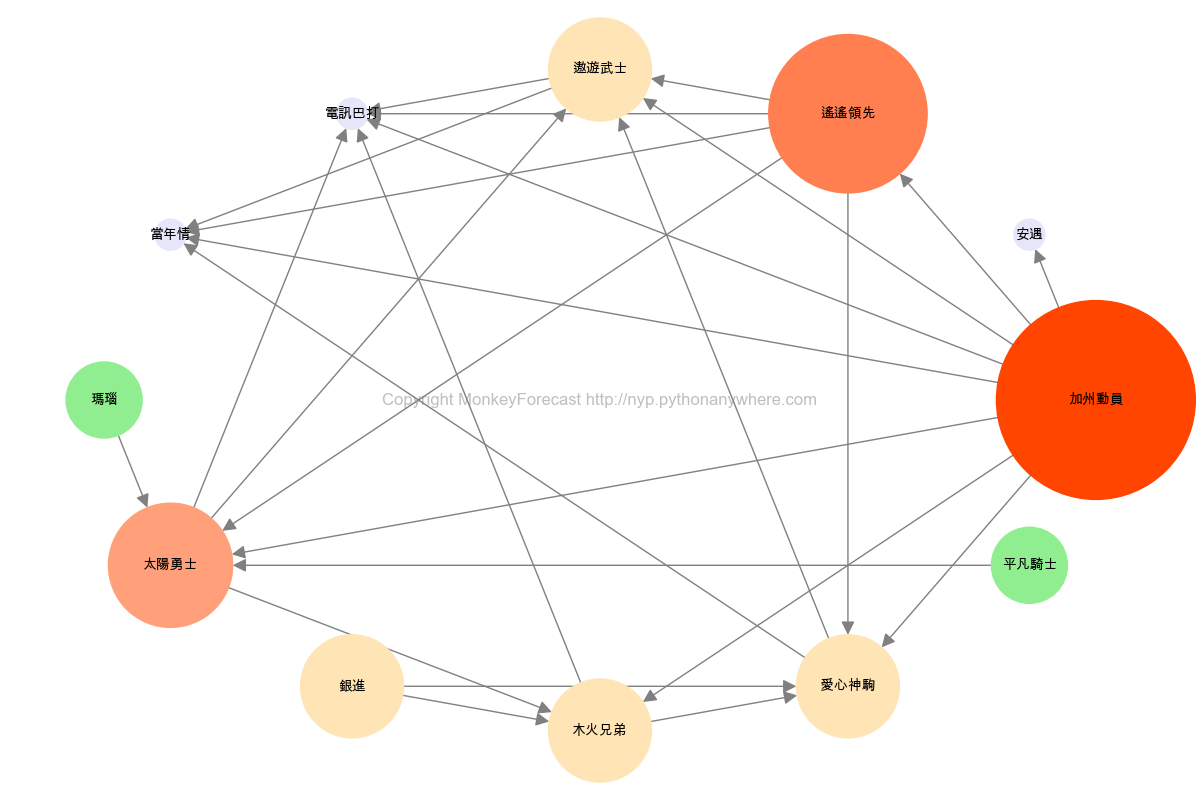 遨遊武士
電訊巴打
遙遙領先
當年情
安遇
瑪瑙
Copyright MonkeyForecast http://nyp.pythonanywhere.com
加州動員
太陽勇士
平凡騎士
銀進
愛心神駒
木火兄弟